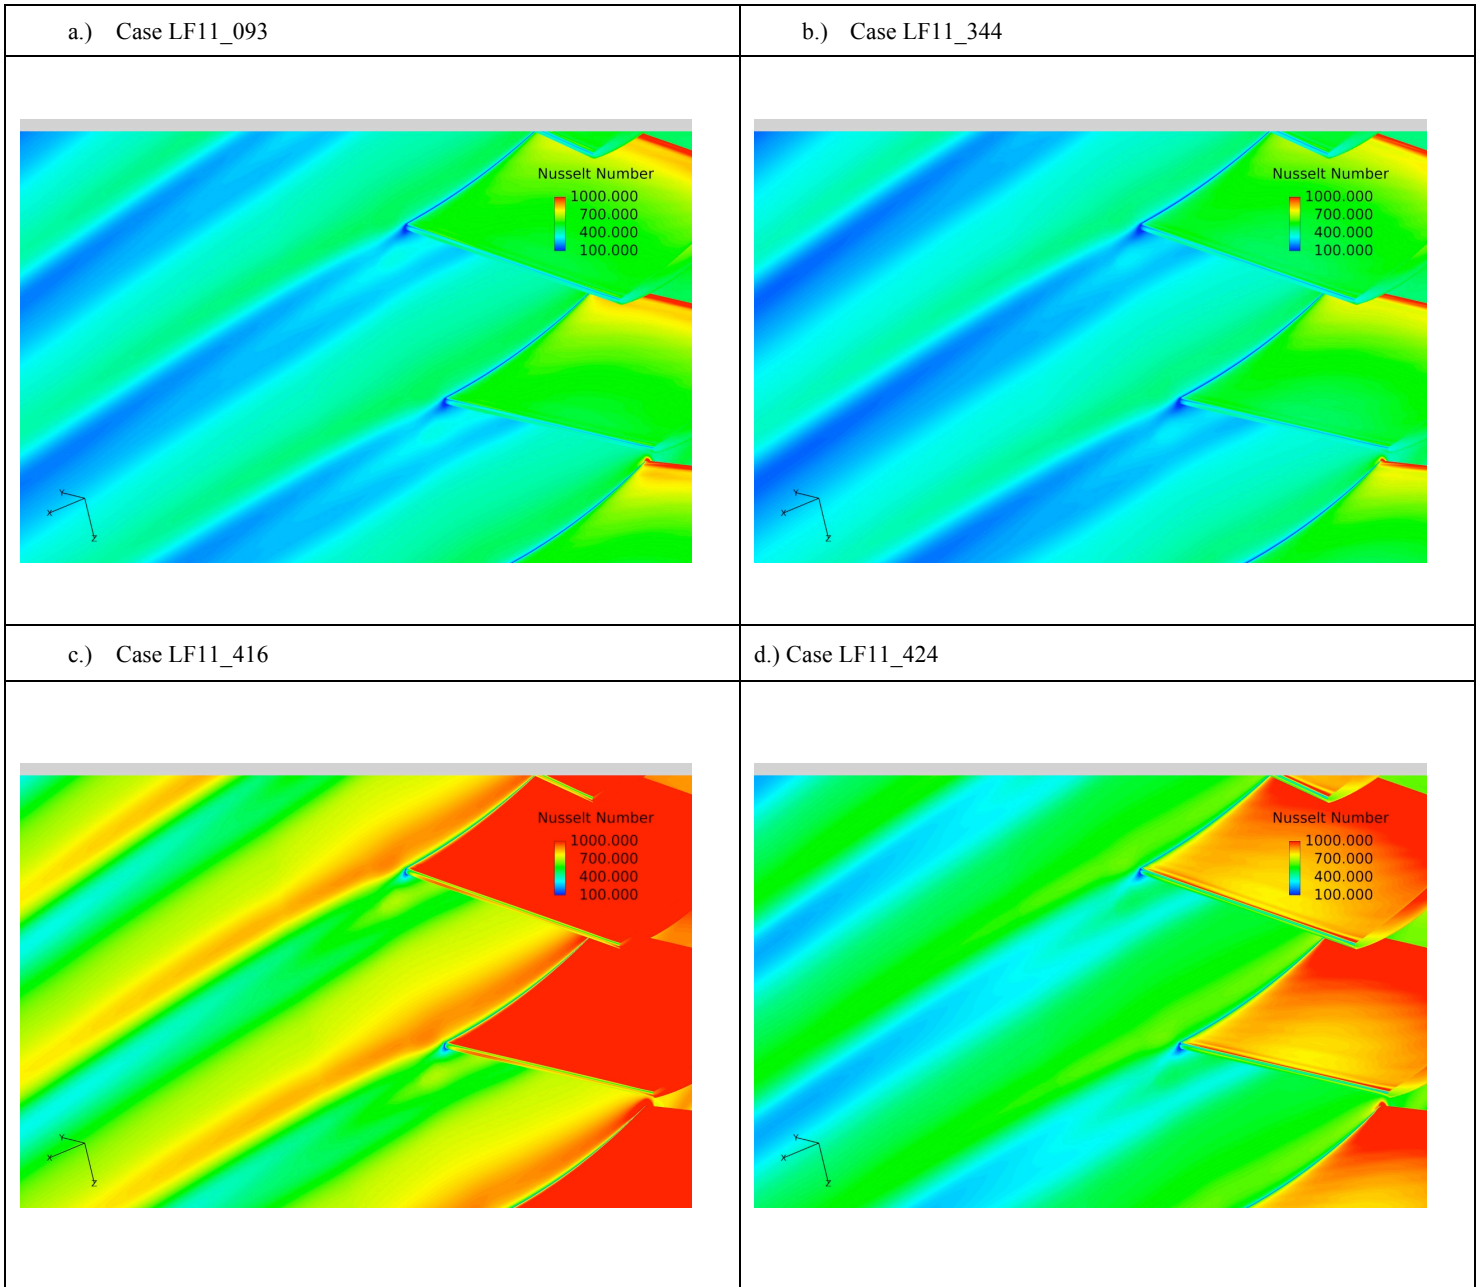 a.) Case LF11_093
b.) Case LF11_344
Nusselt Number
1000.000
700.000
400.000
100.000
Y
X
Z
Nusselt Number
1000.000
700.000
400.000
100.000
Y
X
Z
c.) Case LF11_416
d.) Case LF11_424
Nusselt Number
1000.000
700.000
400.000
100.000
Y
X
Z
Nusselt Number
1000.000
700.000
400.000
100.000
Y
X
Z